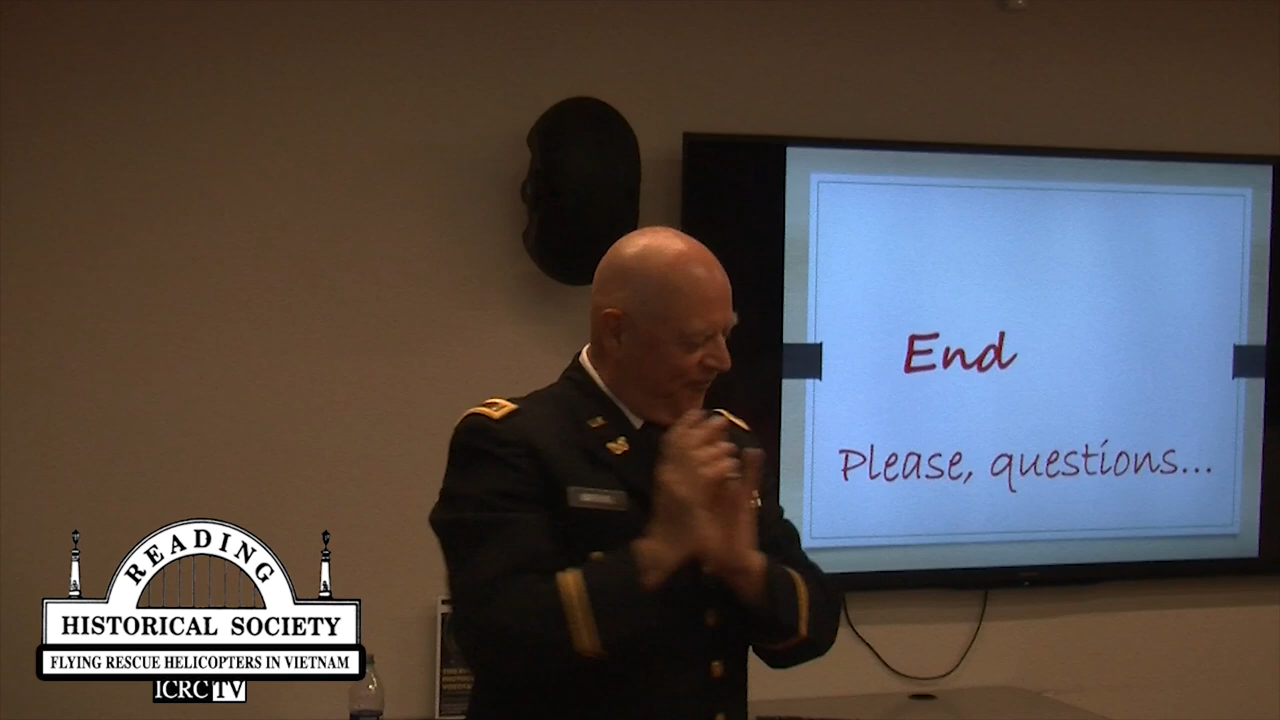 End
Please, questions...
READING
HISTORICAL SOCIETY
FLYING RESCUE HELICOPTERS IN VIETNAM
ICRC TV